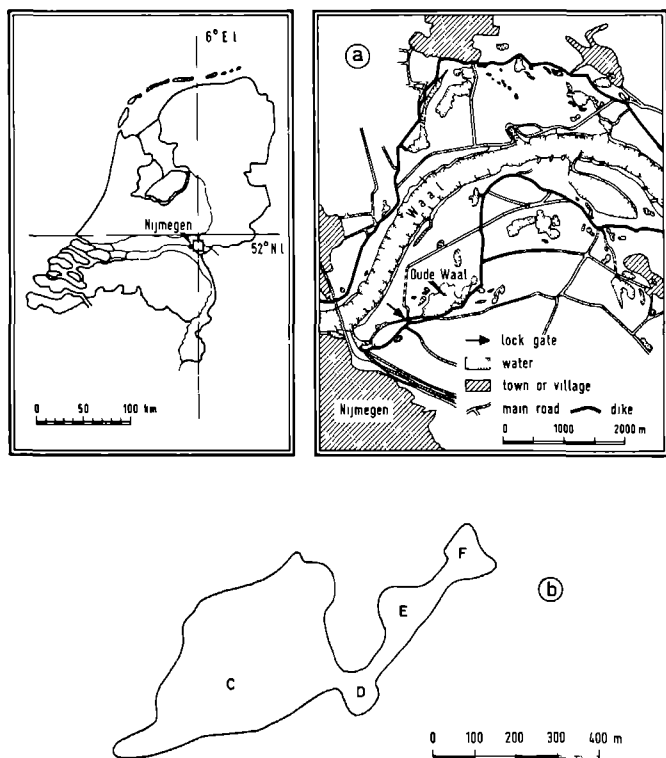 6° E l
Nijmegen
52° N l
0 50 100 km
a
Waal
Oude Waal
lock gate
water
town or village
main road
dike
Nijmegen
0 1000 2000 m
b
F
E
C
D
0 100 200 300 400 m